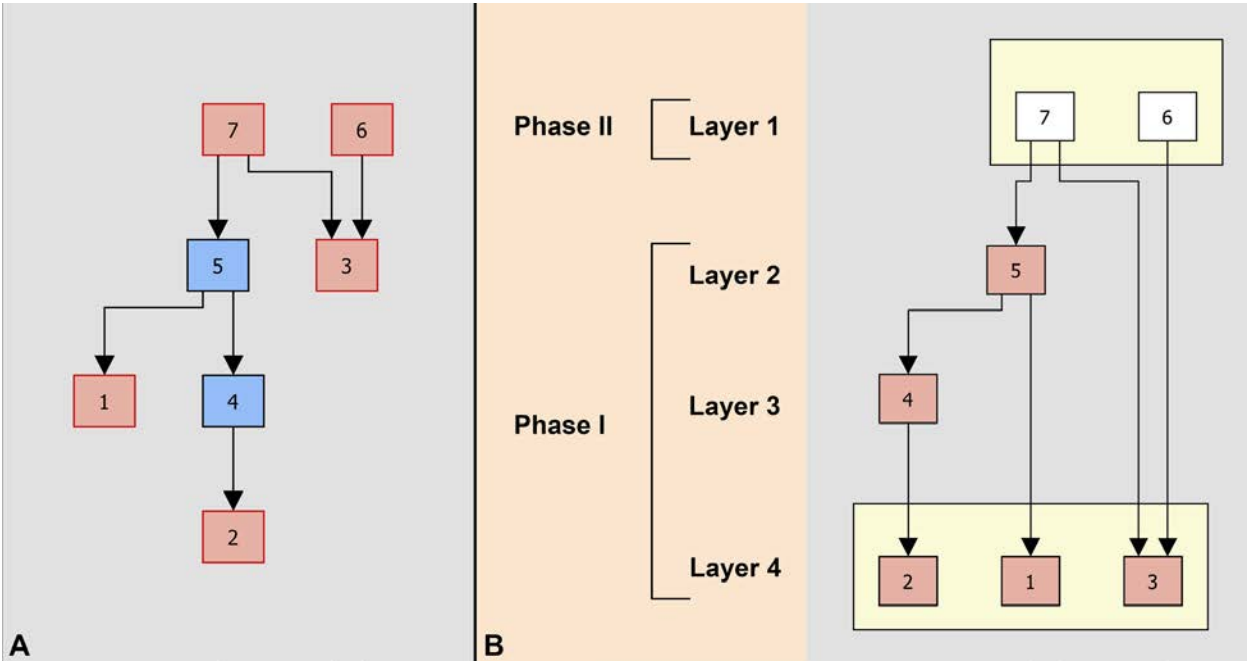 7 6
5 3
1 4
2
A
Phase II Layer 1
Layer 2
Layer 3
Phase I
Layer 4
B
7 6
5
4
2 1 3